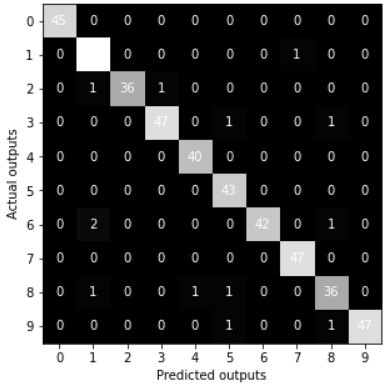 0 45 0 0 0 0 0 0 0 0 0
1 0 0 0 0 0 0 1 0 0
2 0 1 36 1 0 0 0 0 0 0
3 0 0 0 47 0 1 0 0 1 0
4 0 0 0 0 40 0 0 0 0 0
5 0 0 0 0 0 43 0 0 0 0
6 0 2 0 0 0 0 42 0 1 0
7 0 0 0 0 0 0 0 47 0 0
8 0 1 0 0 1 1 0 0 36 0
9 0 0 0 0 0 1 0 0 1 47
0 1 2 3 4 5 6 7 8 9
Predicted outputs
Actual outputs